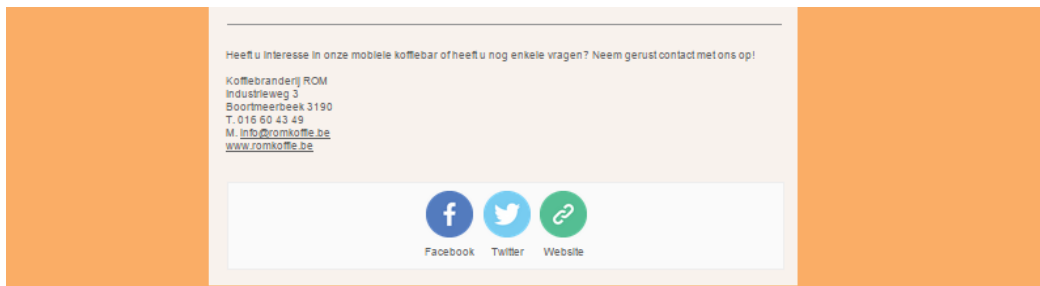 Heeft u interesse in onze mobiele koffiebar of heeft u nog enkele vragen? Neem gerust contact met ons op!
Koffiebranderij ROM
Industrieweg 3
Boortmeerbeek 3190
T. 016 60 43 49
M. info@romkoffie.be
www.romkoffie.be
Facebook Twitter Website